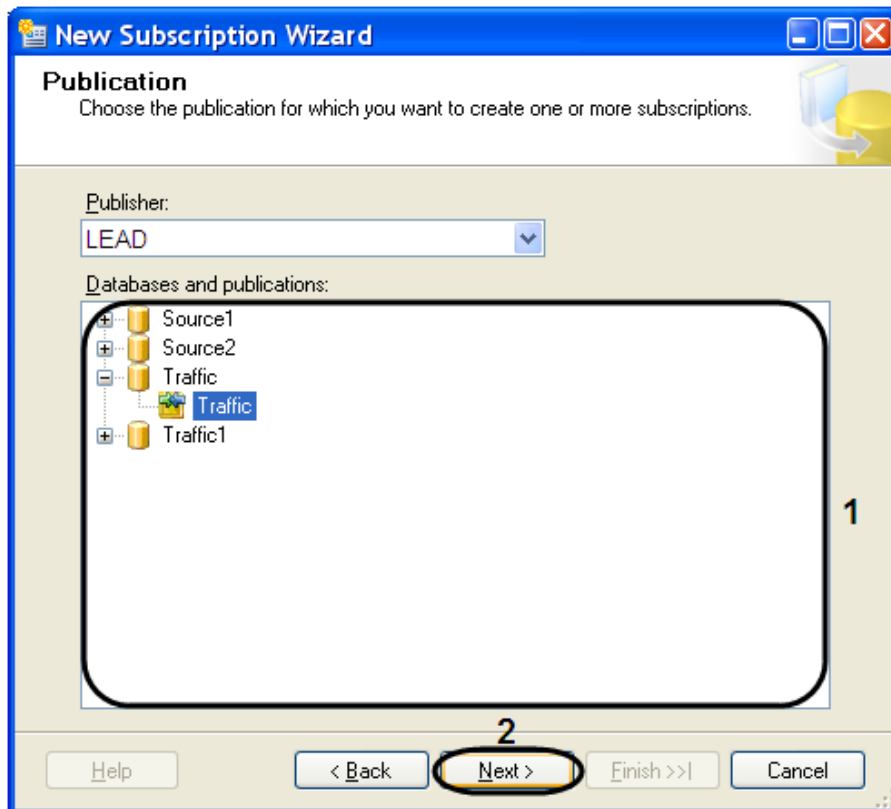 New Subscription Wizard
Publication
Choose the publication for which you want to create one or more subscriptions.
Publisher:
LEAD
Databases and publications:
Source1
Source2
Traffic
Traffic
Traffic1
1
2
Help < Back Next > Finish >>| Cancel